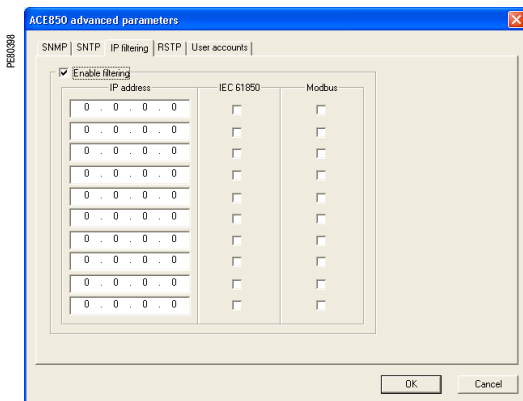 PE80398
ACE850 advanced parameters
SNMP SNTP IP filtering RSTP User accounts
Enable filtering
IP address IEC 61850 Modbus
0 . 0 . 0 . 0
0 . 0 . 0 . 0
0 . 0 . 0 . 0
0 . 0 . 0 . 0
0 . 0 . 0 . 0
0 . 0 . 0 . 0
0 . 0 . 0 . 0
0 . 0 . 0 . 0
0 . 0 . 0 . 0
0 . 0 . 0 . 0
OK Cancel